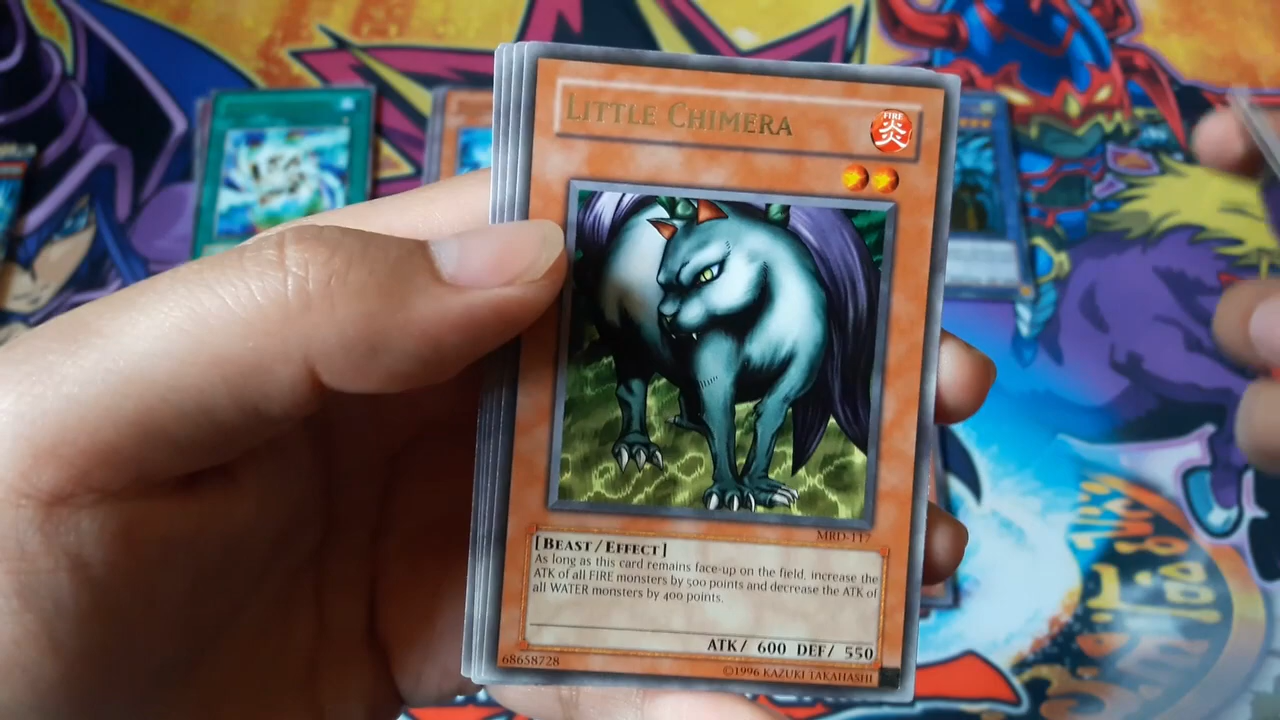 LITTLE CHIMERA
FIRE
炎
MRD-117
[BEAST/EFFECT]
As long as this card remains face-up on the field, increase the
ATK of all FIRE monsters by 500 points and decrease the ATK of
all WATER monsters by 400 points.
ATK/ 600 DEF/ 550
68658728
©1996 KAZUKI TAKAHASHI